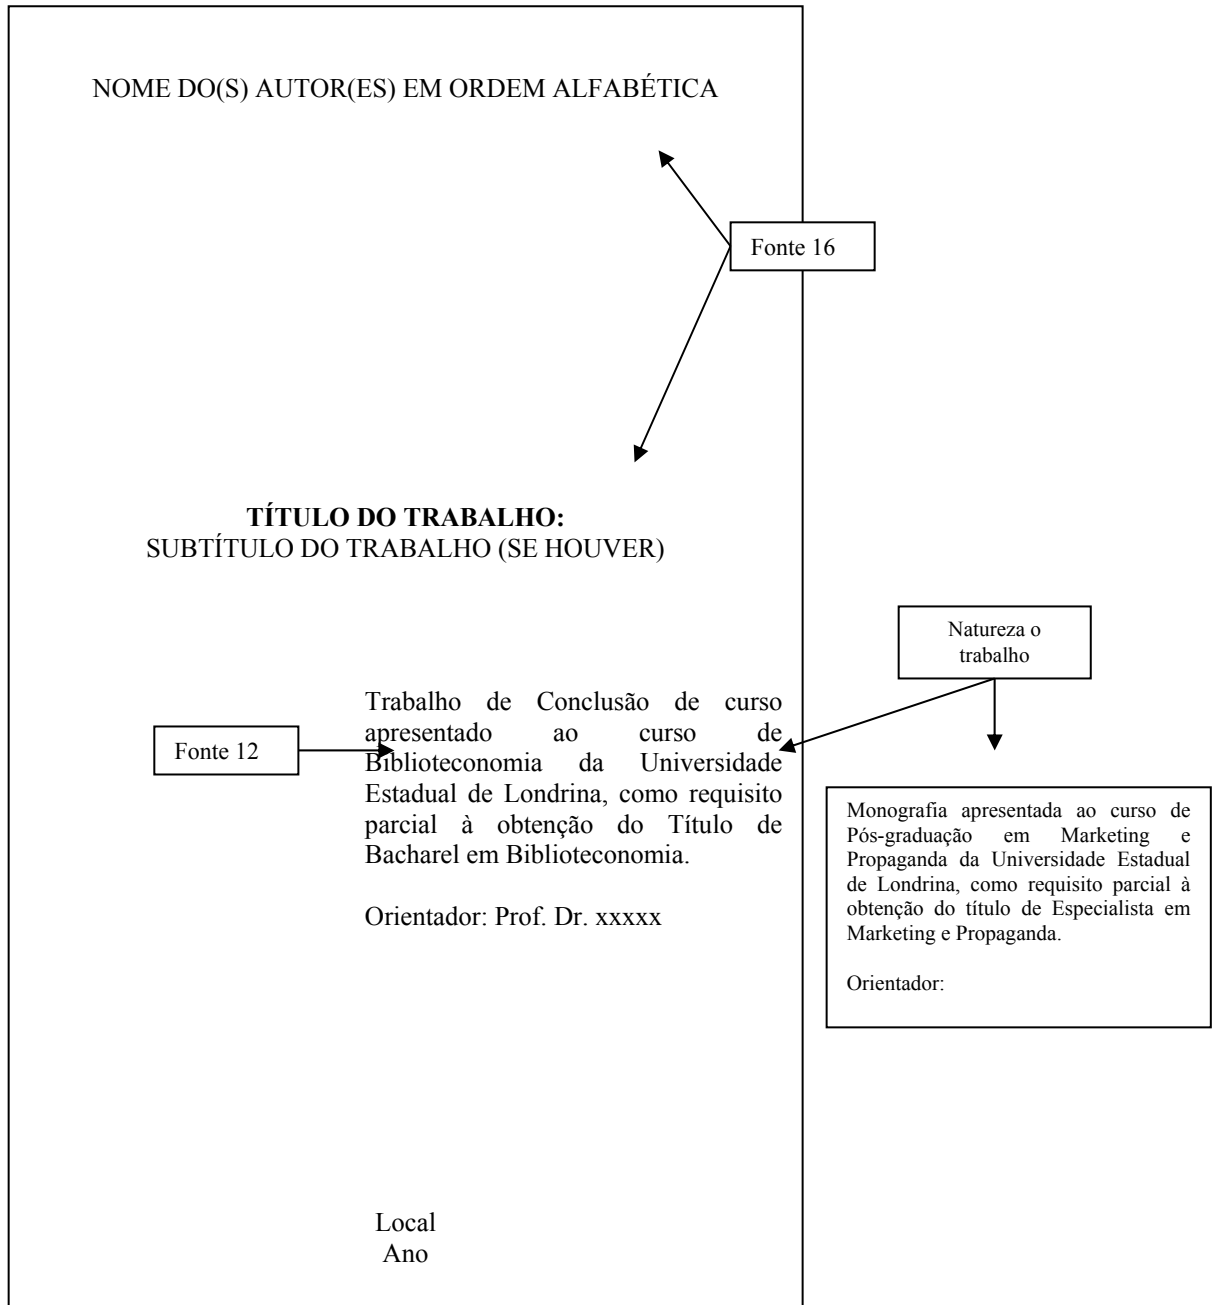 NOME DO(S) AUTOR(ES) EM ORDEM ALFABÉTICA
Fonte 16
TÍTULO DO TRABALHO:
SUBTÍTULO DO TRABALHO (SE HOUVER)
Natureza o
trabalho
Trabalho de Conclusão de curso
apresentado ao curso de
Biblioteconomia da Universidade
Estadual de Londrina, como requisito
parcial à obtenção do Título de
Bacharel em Biblioteconomia.
Orientador: Prof. Dr. xxxxx
Fonte 12
Monografia apresentada ao curso de
Pós-graduação em Marketing e
Propaganda da Universidade Estadual
de Londrina, como requisito parcial à
obtenção do título de Especialista em
Marketing e Propaganda.
Orientador:
Local
Ano